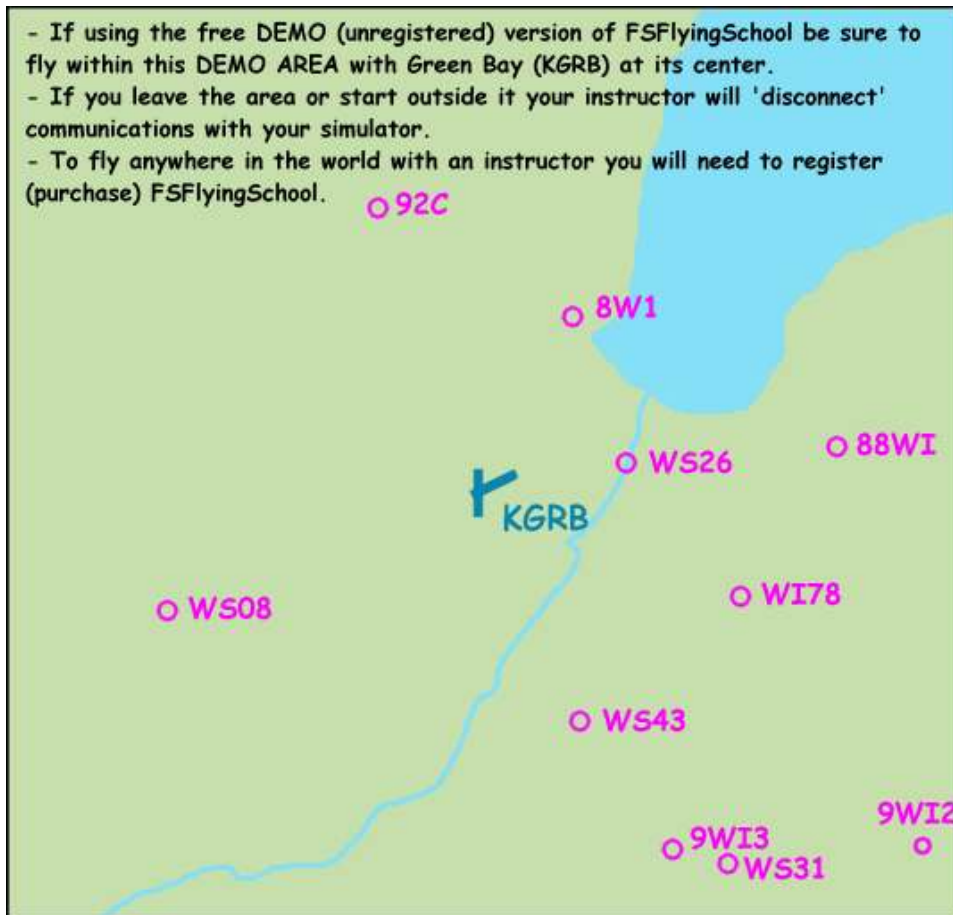 - If using the free DEMO (unregistered) version of FSFlyingSchool be sure to
fly within this DEMO AREA with Green Bay (KGRB) at its center.
- If you leave the area or start outside it your instructor will 'disconnect'
communications with your simulator.
- To fly anywhere in the world with an instructor you will need to register
(purchase) FSFlyingSchool.
92C
8W1
88WI
WS26
KGRB
WI78
WS08
WS43
9WI2
9WI3
WS31